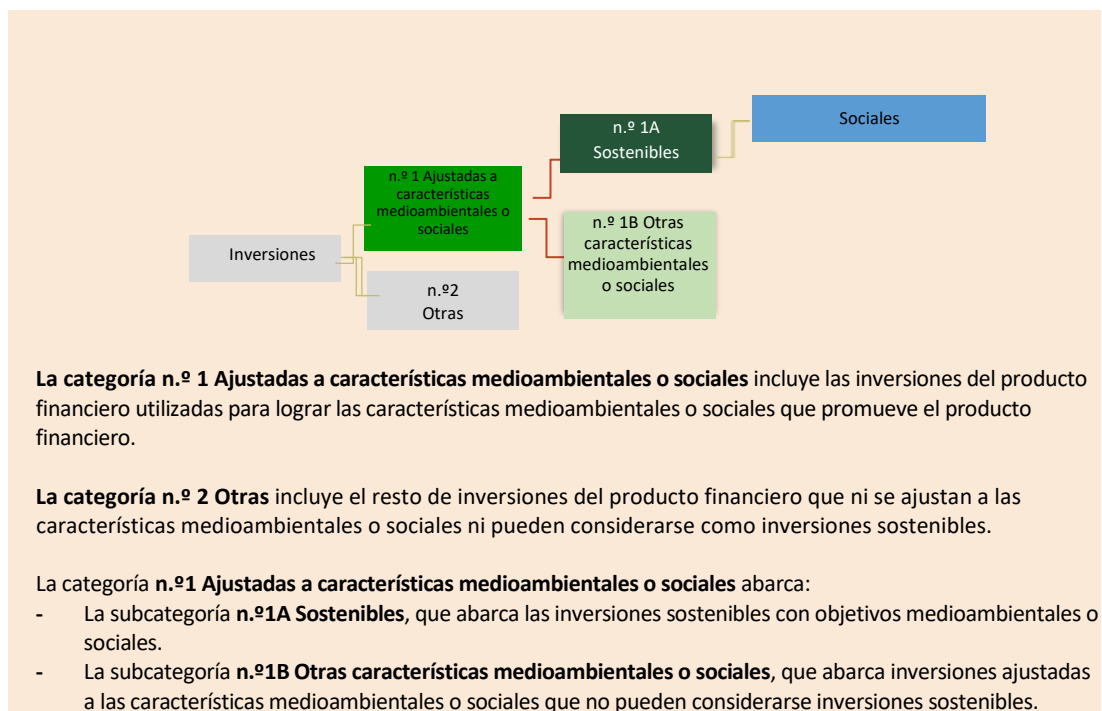 Sociales
n.º 1A
Sostenibles
n.º 1 Ajustadas a
características
medioambientales o
sociales
n.º 1B Otras
características
medioambientales
o sociales
Inversiones
n.º2
Otras
La categoría n.º 1 Ajustadas a características medioambientales o sociales incluye las inversiones del producto
financiero utilizadas para lograr las características medioambientales o sociales que promueve el producto
financiero.
La categoría n.º 2 Otras incluye el resto de inversiones del producto financiero que ni se ajustan a las
características medioambientales o sociales ni pueden considerarse como inversiones sostenibles.
La categoría n.º1 Ajustadas a características medioambientales o sociales abarca:
- La subcategoría n.º1A Sostenibles, que abarca las inversiones sostenibles con objetivos medioambientales o
sociales.
- La subcategoría n.º1B Otras características medioambientales o sociales, que abarca inversiones ajustadas
a las características medioambientales o sociales que no pueden considerarse inversiones sostenibles.